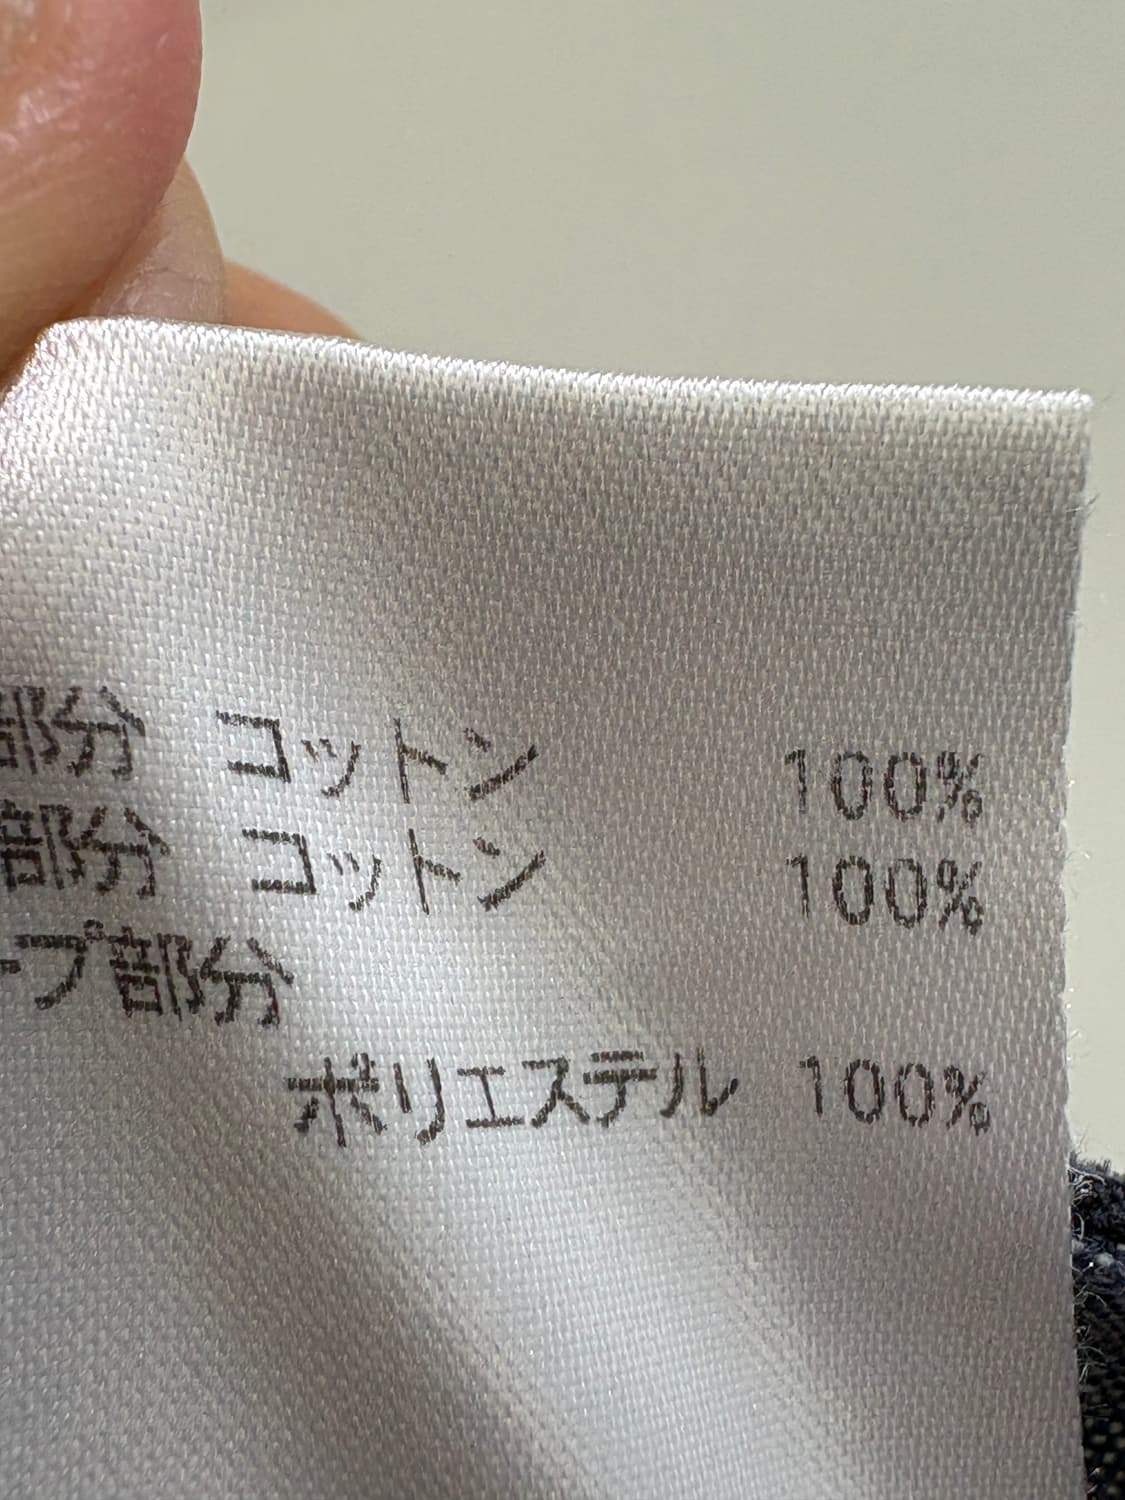 部分 コットン 100%
部分 コットン 100%
ープ部分
ポリエステル 100%